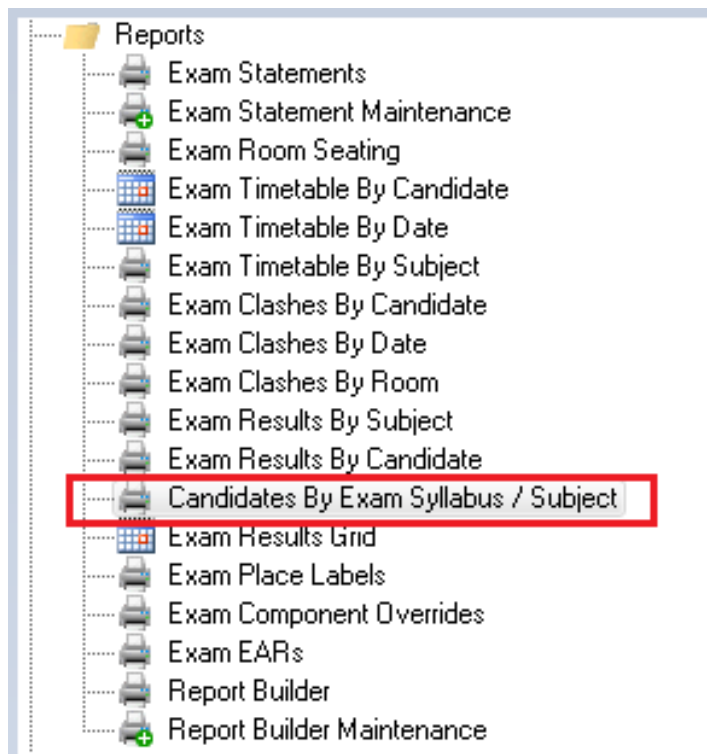 Reports
Exam Statements
Exam Statement Maintenance
Exam Room Seating
Exam Timetable By Candidate
Exam Timetable By Date
Exam Timetable By Subject
Exam Clashes By Candidate
Exam Clashes By Date
Exam Clashes By Room
Exam Results By Subject
Exam Results By Candidate
Candidates By Exam Syllabus / Subject
Exam Results Grid
Exam Place Labels
Exam Component Overrides
Exam EARs
Report Builder
Report Builder Maintenance